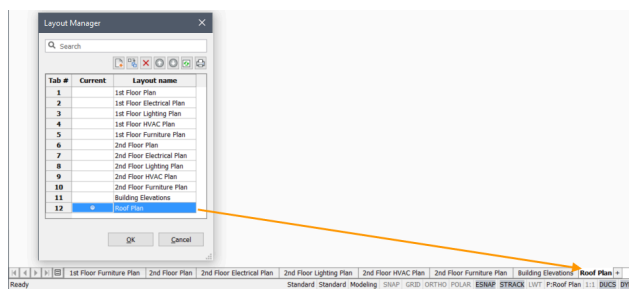 Layout Manager
Search
Tab # Current Layout name
1 1st Floor Plan
2 1st Floor Electrical Plan
3 1st Floor Lighting Plan
4 1st Floor HVAC Plan
5 1st Floor Furniture Plan
6 2nd Floor Plan
7 2nd Floor Electrical Plan
8 2nd Floor Lighting Plan
9 2nd Floor HVAC Plan
10 2nd Floor Furniture Plan
11 Building Elevations
12 Roof Plan
OK Cancel
1st Floor Furniture Plan 2nd Floor Plan 2nd Floor Electrical Plan 2nd Floor Lighting Plan 2nd Floor HVAC Plan 2nd Floor Furniture Plan Building Elevations Roof Plan +
Ready Standard Standard Modeling SNAP GRID ORTHO POLAR ESNAP STRACK LWT P:Roof Plan 1:1 DUCS